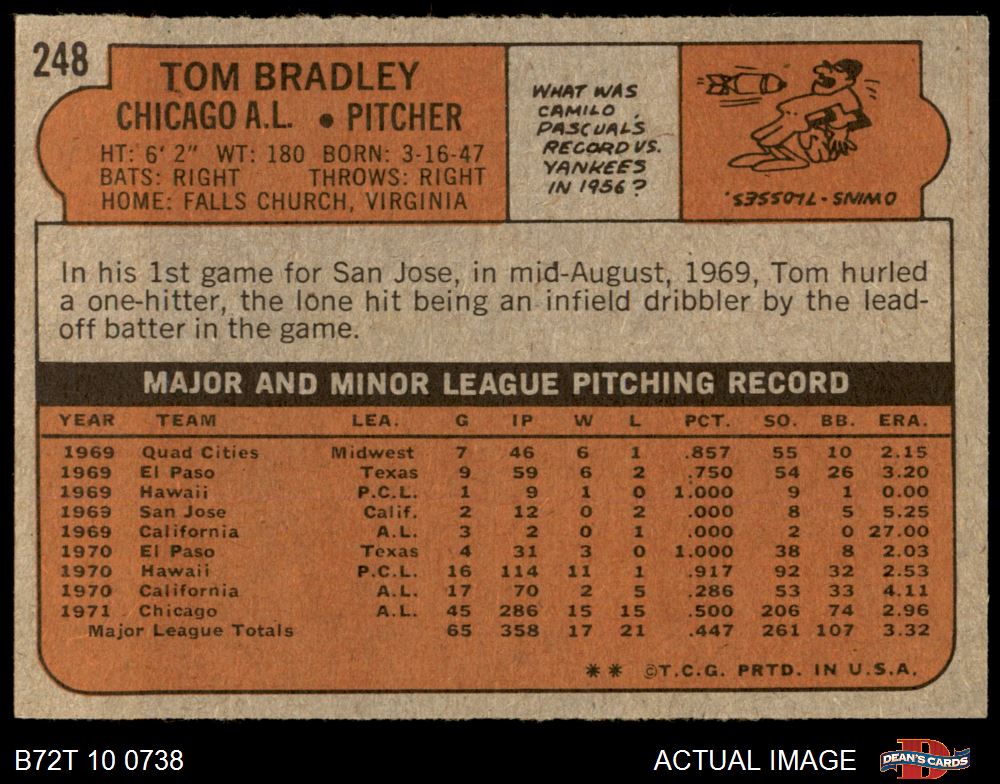 248
TOM BRADLEY
CHICAGO A.L. • PITCHER
HT: 6' 2" WT: 180 BORN: 3-16-47
BATS: RIGHT THROWS: RIGHT
HOME: FALLS CHURCH, VIRGINIA
WHAT WAS
CAMILO
PASCUALS
RECORD VS.
YANKEES
IN 1956?
OWINS-7LOSSES.
In his 1st game for San Jose, in mid-August, 1969, Tom hurled
a one-hitter, the lone hit being an infield dribbler by the lead-
off batter in the game.
MAJOR AND MINOR LEAGUE PITCHING RECORD
YEAR TEAM LEA. G IP W L PCT. SO. BB. ERA.
1969 Quad Cities Midwest 7 46 6 1 .857 55 10 2.15
1969 El Paso Texas 9 59 6 2 .750 54 26 3.20
1969 Hawaii P.C.L. 1 9 1 0 1.000 9 1 0.00
1969 San Jose Calif. 2 12 0 2 .000 8 5 5.25
1969 California A.L. 3 2 0 1 .000 2 0 27.00
1970 El Paso Texas 4 31 3 0 1.000 38 8 2.03
1970 Hawaii P.C.L. 16 114 11 1 .917 92 32 2.53
1970 California A.L. 17 70 2 5 .286 53 33 4.11
1971 Chicago A.L. 45 286 15 15 .500 206 74 2.96
Major League Totals 65 358 17 21 .447 261 107 3.32
** ©T.C.G. PRTD. IN U.S.A.
B72T 10 0738 ACTUAL IMAGE DEAN'S CARDS